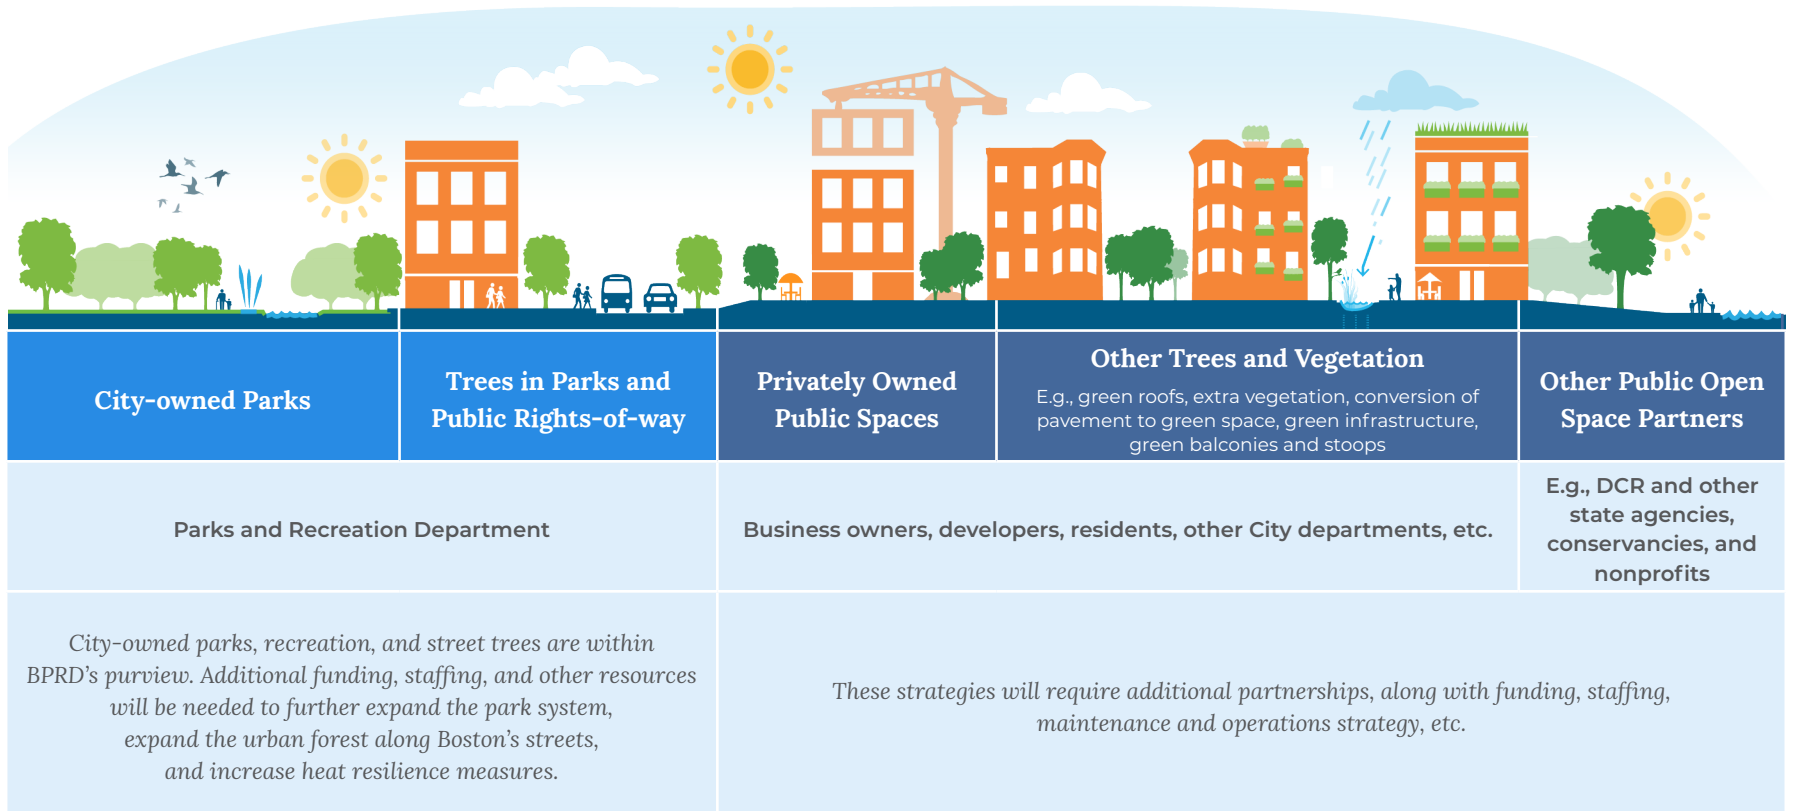 City-owned Parks
Trees in Parks and
Public Rights-of-way
Privately Owned
Public Spaces
Other Trees and Vegetation
E.g., green roofs, extra vegetation, conversion of
pavement to green space, green infrastructure,
green balconies and stoops
Other Public Open
Space Partners
Parks and Recreation Department
Business owners, developers, residents, other City departments, etc.
E.g., DCR and other
state agencies,
conservancies, and
nonprofits
City-owned parks, recreation, and street trees are within
BPRD’s purview. Additional funding, staffing, and other resources
will be needed to further expand the park system,
expand the urban forest along Boston’s streets,
and increase heat resilience measures.
These strategies will require additional partnerships, along with funding, staffing,
maintenance and operations strategy, etc.